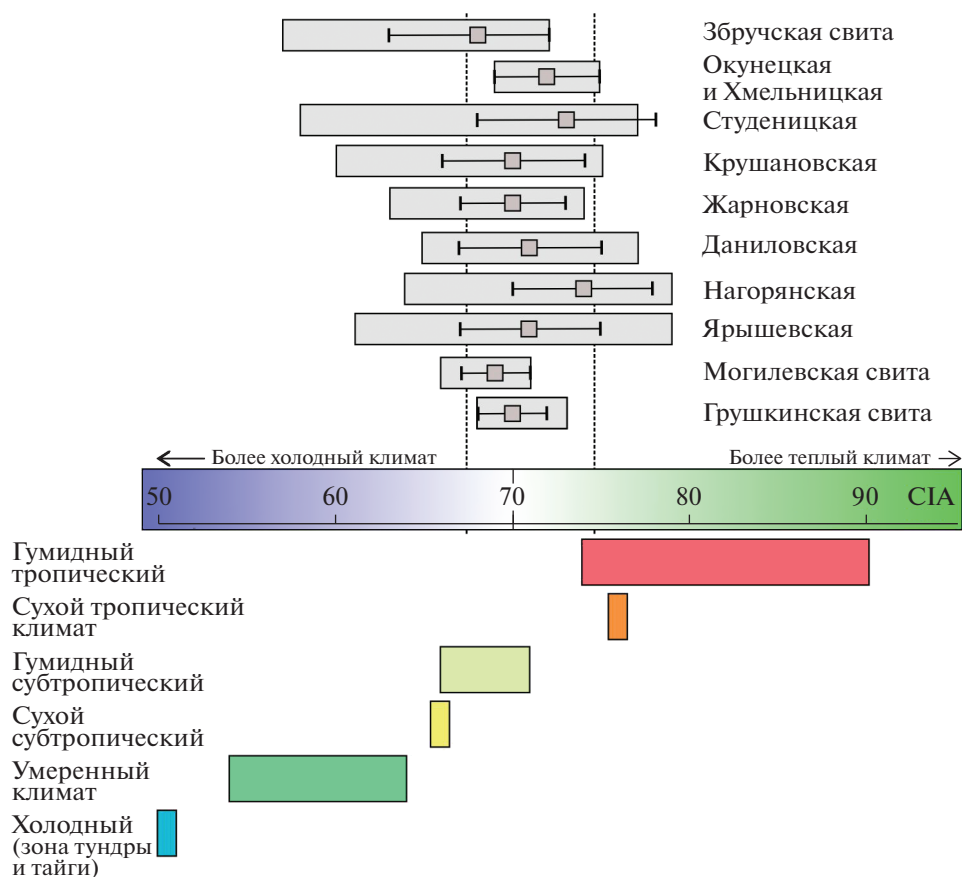 Збручская свита
Окунецкая
и Хмельницкая
Студеницкая
Крушановская
Жарновская
Даниловская
Нагорянская
Ярышевская
Могилевская свита
Грушкинская свита
Более холодный климат
Более теплый климат
50 60 70 80 90 CIA
Гумидный
тропический
Сухой тропический
климат
Гумидный
субтропический
Сухой
субтропический
Умеренный
климат
Холодный
(зона тундры
и тайги)